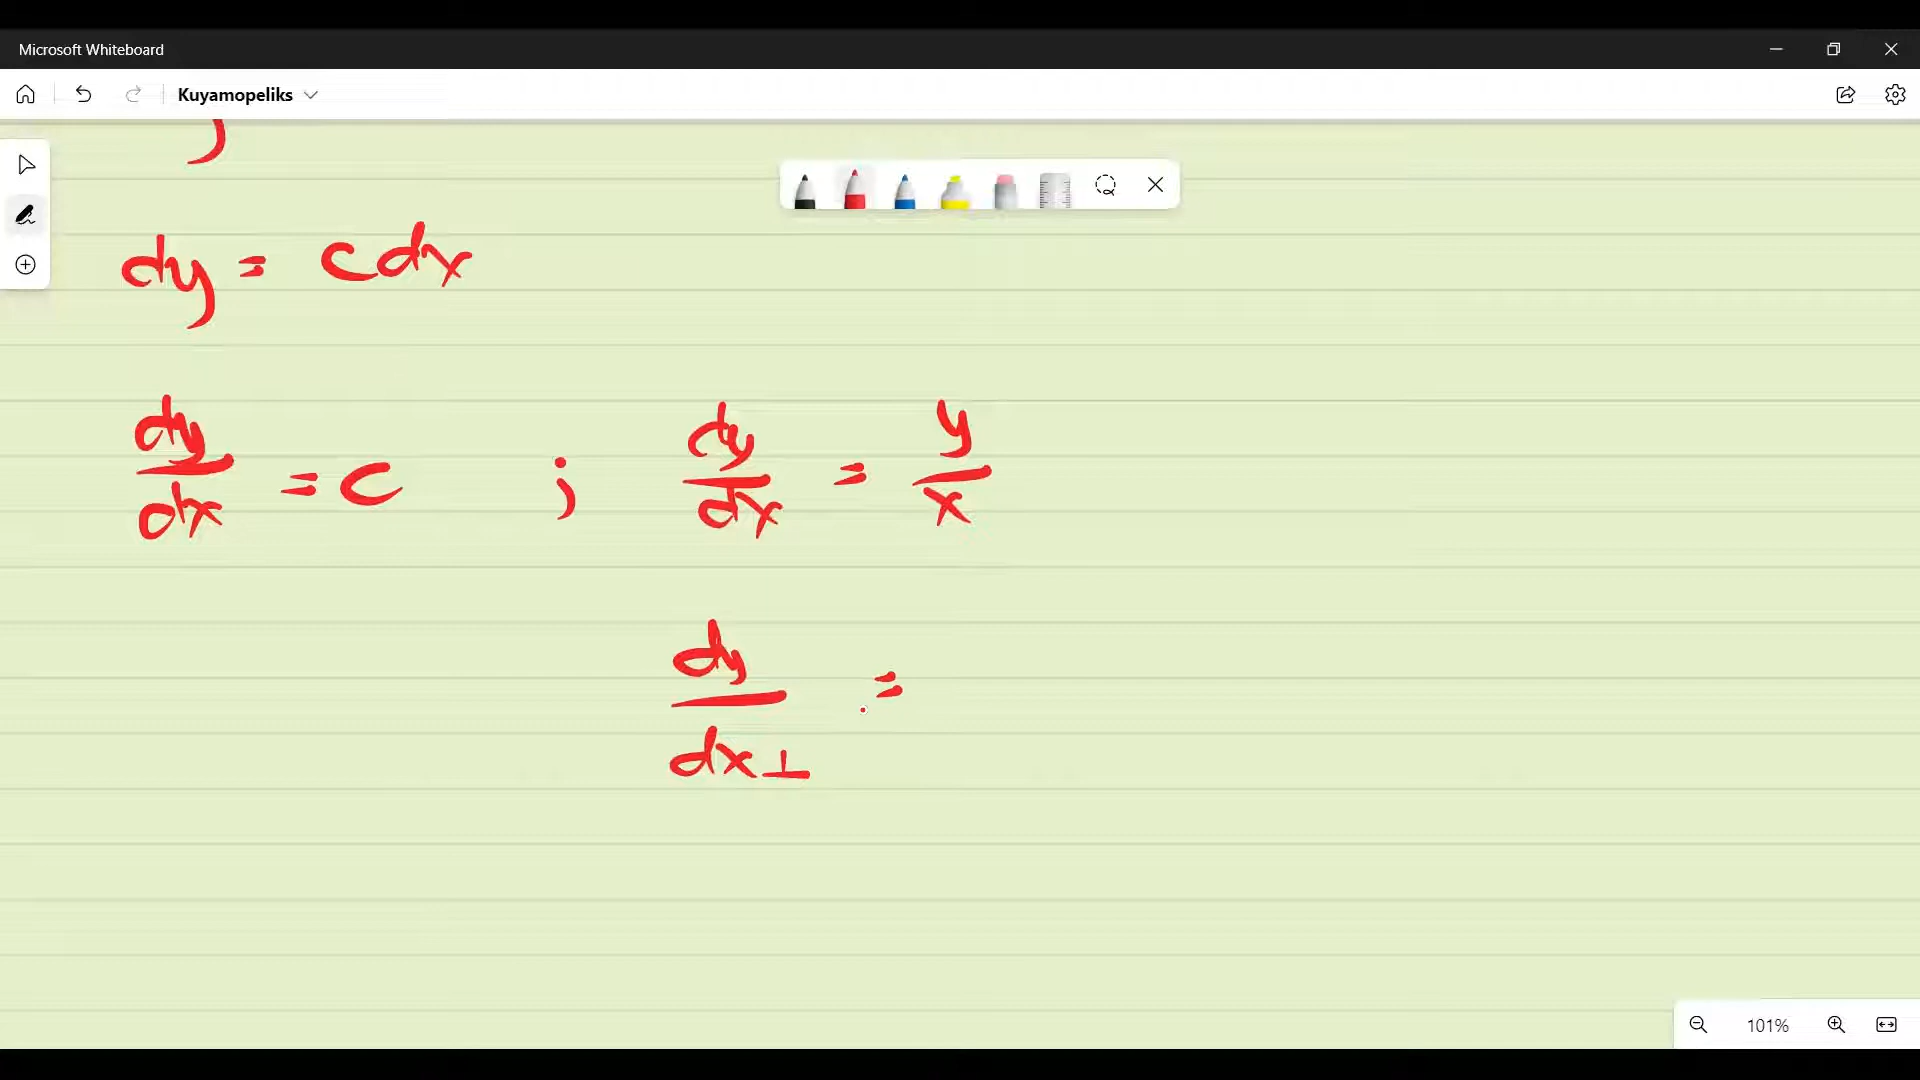 Microsoft Whiteboard
Kuyamopeliks
dy = cdx
dy/dx = c ; dy/dx = y/x
dy/dx⊥ =
101%